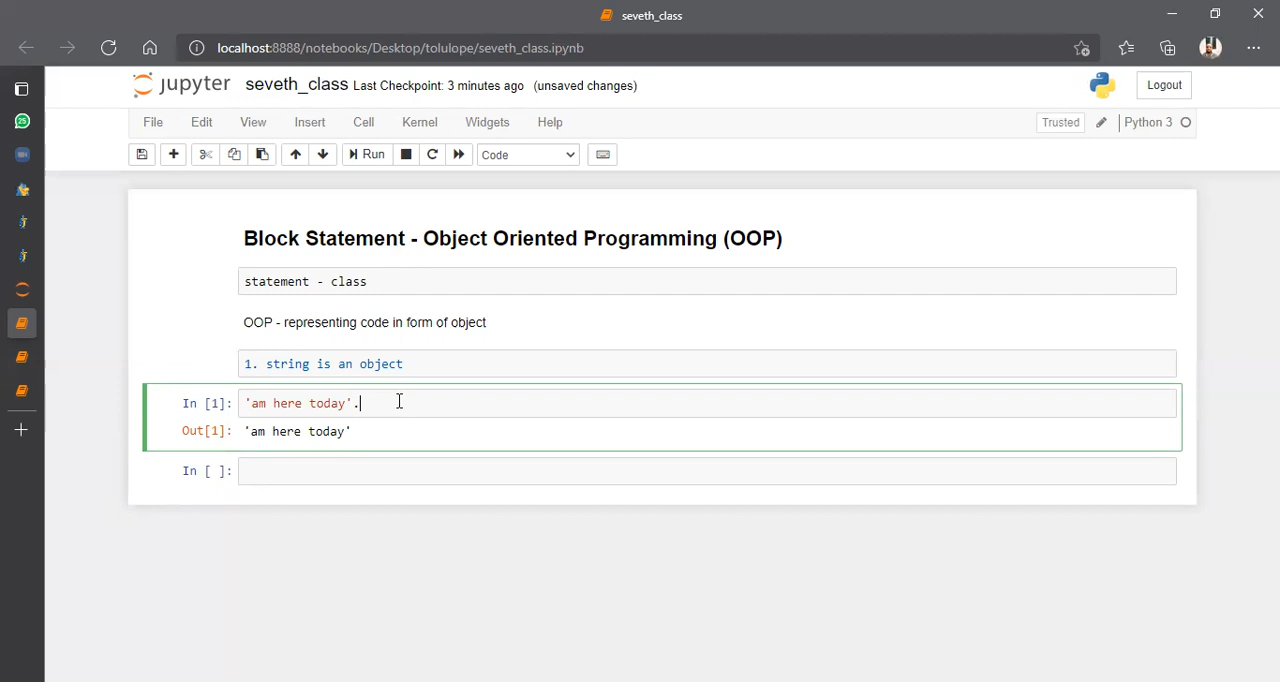 seveth_class
localhost:8888/notebooks/Desktop/tolulope/seveth_class.ipynb
25
jupyter seveth_class Last Checkpoint: 3 minutes ago (unsaved changes) Logout
File Edit View Insert Cell Kernel Widgets Help Trusted Python 3
Run Code
Block Statement - Object Oriented Programming (OOP)
statement - class
OOP - representing code in form of object
1. string is an object
In [1]: 'am here today'.
Out[1]: 'am here today'
In [ ]: